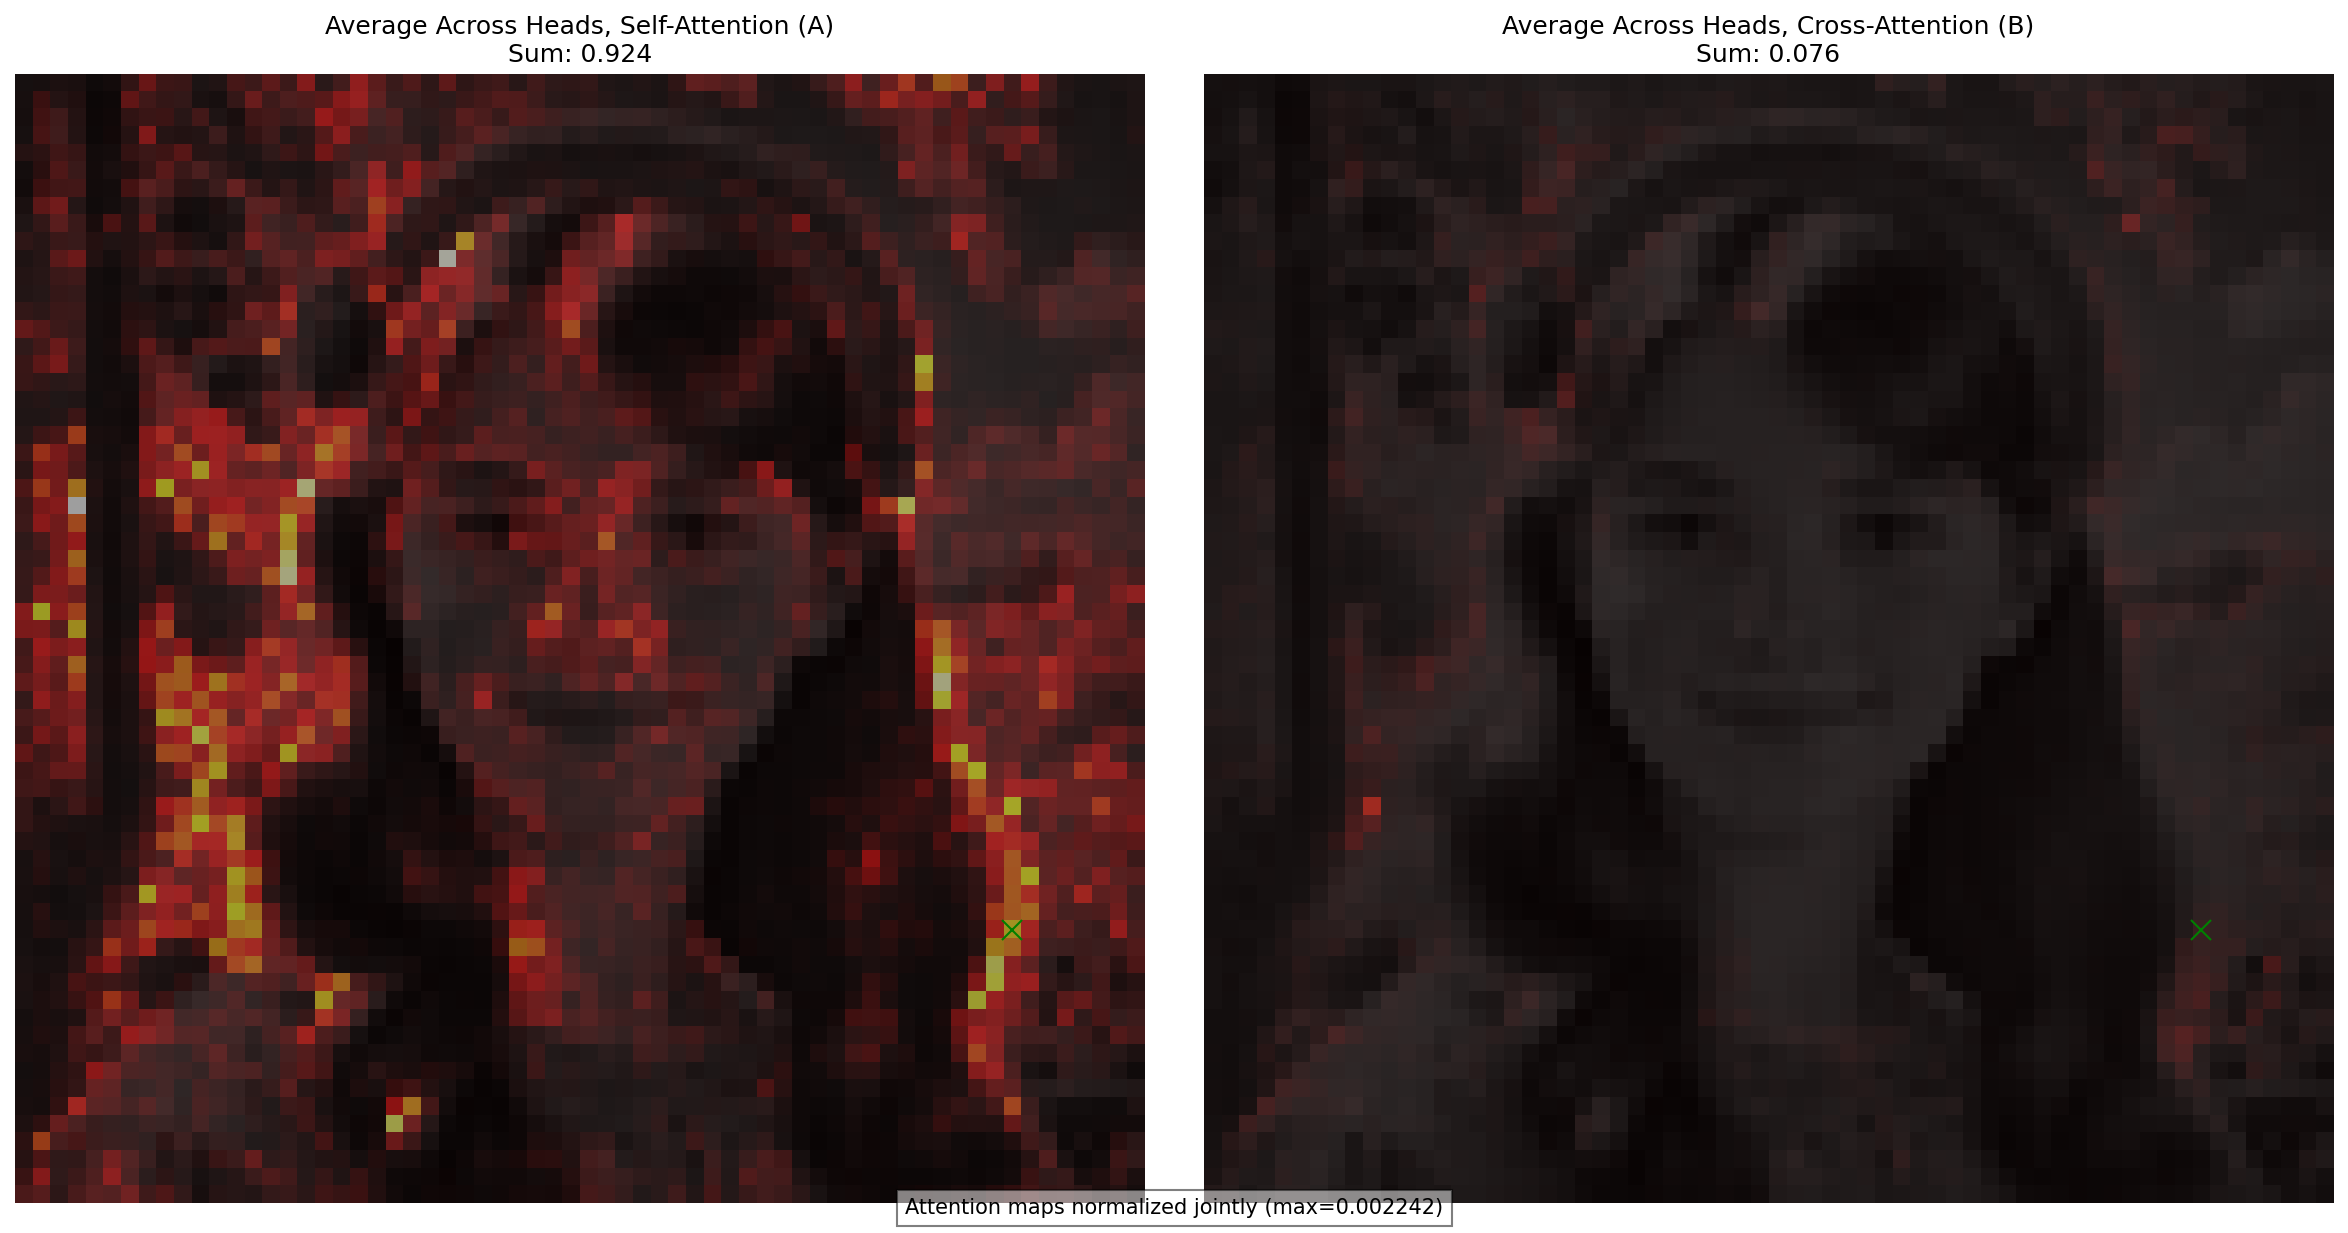 Average Across Heads, Self-Attention (A)
Sum: 0.924
Average Across Heads, Cross-Attention (B)
Sum: 0.076
Attention maps normalized jointly (max=0.002242)